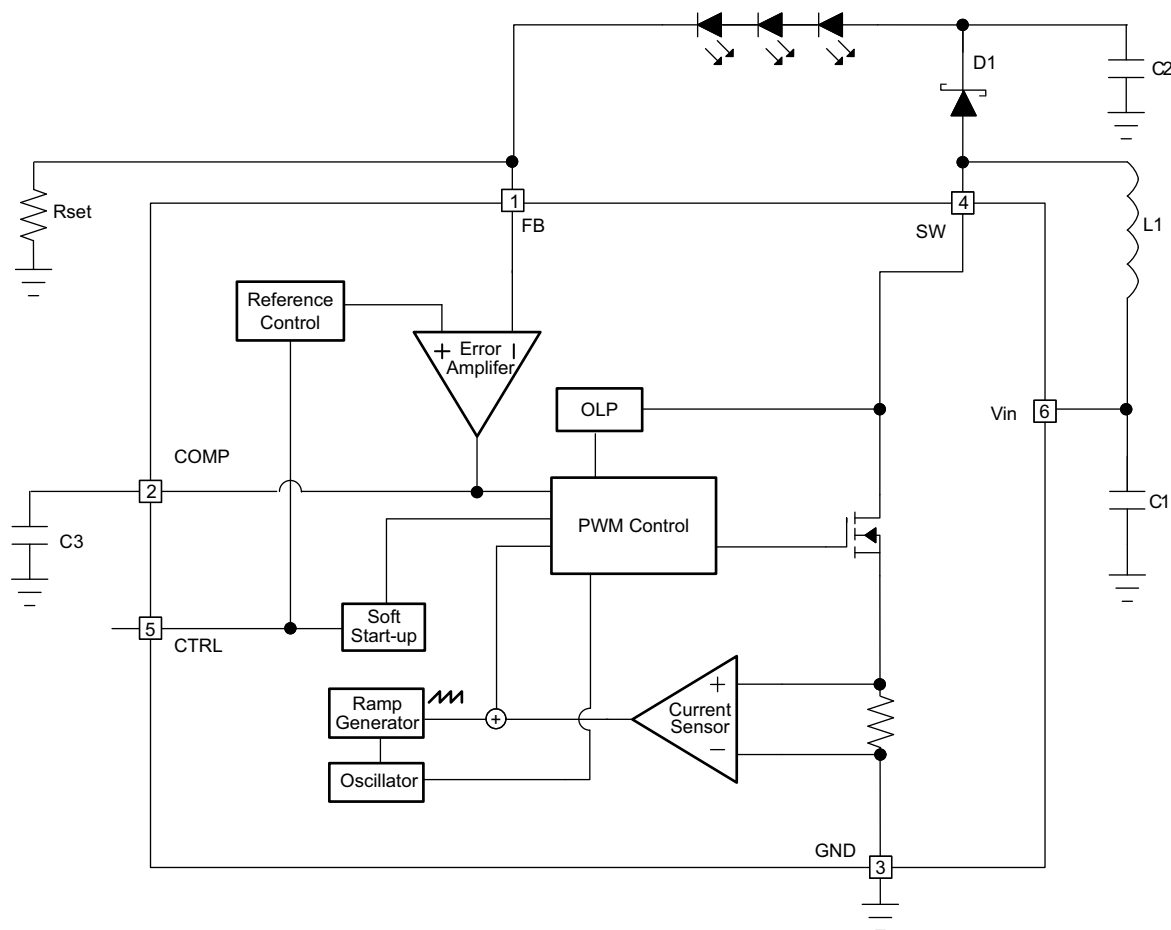 D1
C2
Rset
1
FB
4
SW
L1
Reference
Control
+ Error −
Amplifer
OLP
Vin
6
COMP
2
PWM Control
C1
C3
5
CTRL
Soft
Start-up
Ramp
Generator
+
+
Current
Sensor
−
Oscillator
GND
3